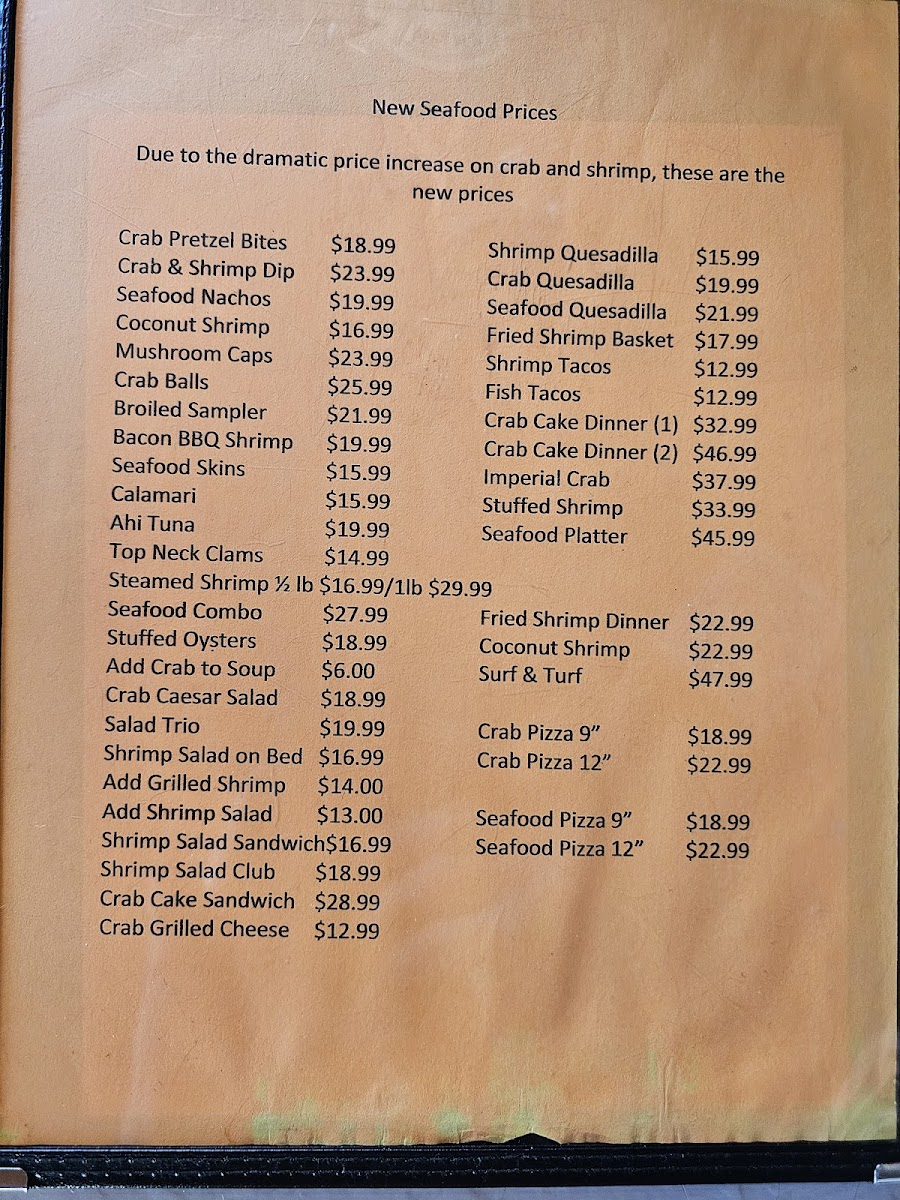 New Seafood Prices
Due to the dramatic price increase on crab and shrimp, these are the
new prices
Crab Pretzel Bites $18.99
Crab & Shrimp Dip $23.99
Seafood Nachos $19.99
Coconut Shrimp $16.99
Mushroom Caps $23.99
Crab Balls $25.99
Broiled Sampler $21.99
Bacon BBQ Shrimp $19.99
Seafood Skins $15.99
Calamari $15.99
Ahi Tuna $19.99
Top Neck Clams $14.99
Steamed Shrimp ½ lb $16.99/1lb $29.99
Seafood Combo $27.99
Stuffed Oysters $18.99
Add Crab to Soup $6.00
Crab Caesar Salad $18.99
Salad Trio $19.99
Shrimp Salad on Bed $16.99
Add Grilled Shrimp $14.00
Add Shrimp Salad $13.00
Shrimp Salad Sandwich$16.99
Shrimp Salad Club $18.99
Crab Cake Sandwich $28.99
Crab Grilled Cheese $12.99
Shrimp Quesadilla $15.99
Crab Quesadilla $19.99
Seafood Quesadilla $21.99
Fried Shrimp Basket $17.99
Shrimp Tacos $12.99
Fish Tacos $12.99
Crab Cake Dinner (1) $32.99
Crab Cake Dinner (2) $46.99
Imperial Crab $37.99
Stuffed Shrimp $33.99
Seafood Platter $45.99
Fried Shrimp Dinner $22.99
Coconut Shrimp $22.99
Surf & Turf $47.99
Crab Pizza 9” $18.99
Crab Pizza 12” $22.99
Seafood Pizza 9” $18.99
Seafood Pizza 12” $22.99